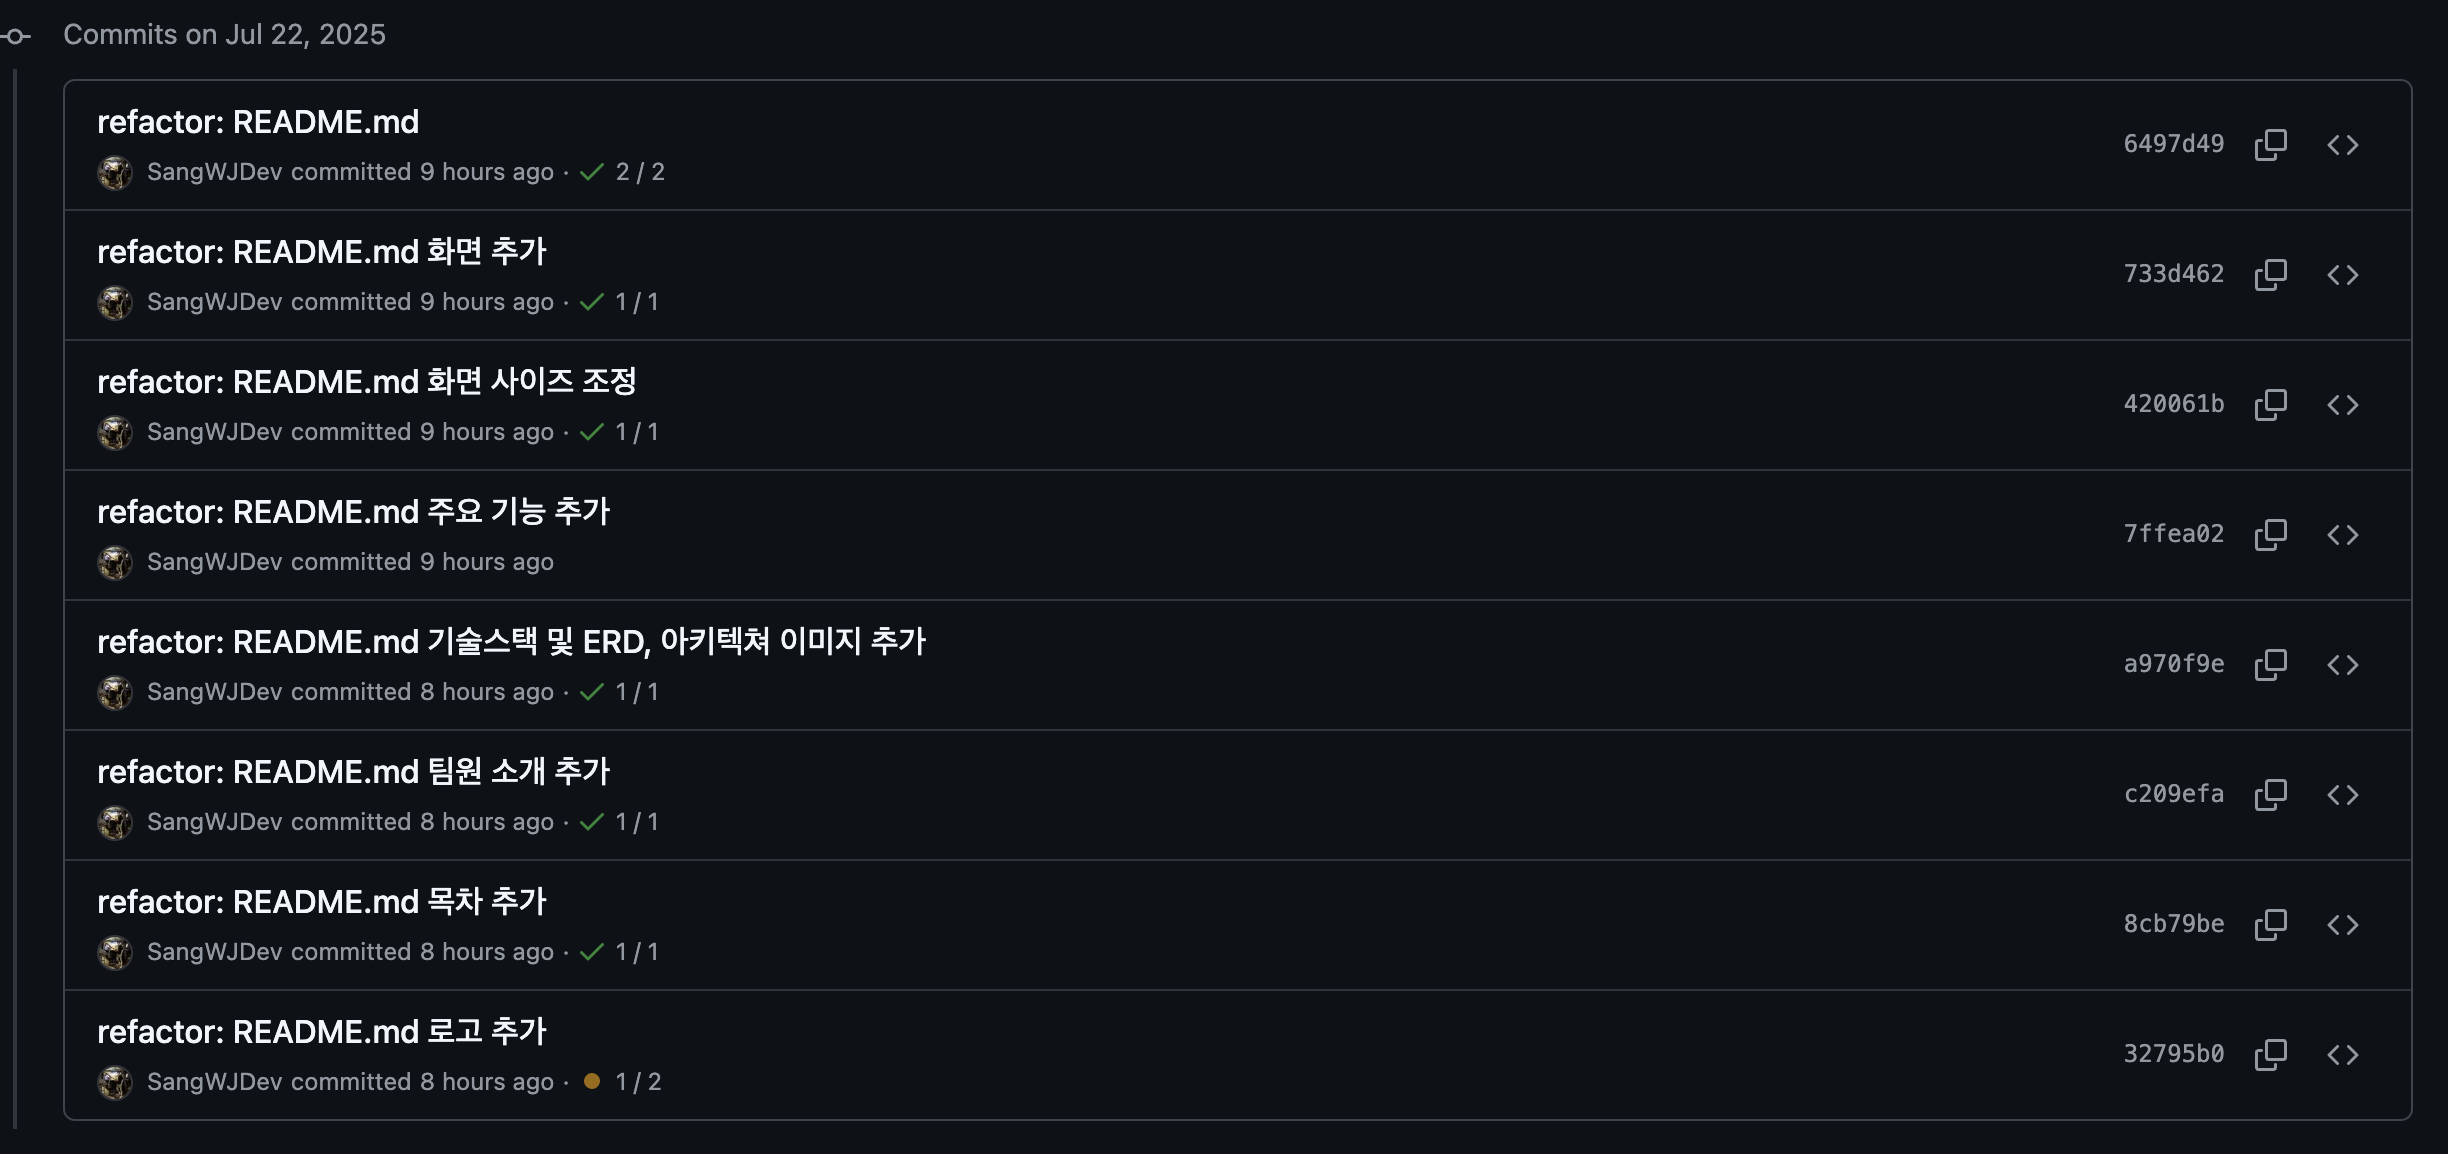 Commits on Jul 22, 2025
refactor: README.md
SangWJDev committed 9 hours ago · 2 / 2
6497d49
refactor: README.md 화면 추가
SangWJDev committed 9 hours ago · 1 / 1
733d462
refactor: README.md 화면 사이즈 조정
SangWJDev committed 9 hours ago · 1 / 1
420061b
refactor: README.md 주요 기능 추가
SangWJDev committed 9 hours ago
7ffea02
refactor: README.md 기술스택 및 ERD, 아키텍쳐 이미지 추가
SangWJDev committed 8 hours ago · 1 / 1
a970f9e
refactor: README.md 팀원 소개 추가
SangWJDev committed 8 hours ago · 1 / 1
c209efa
refactor: README.md 목차 추가
SangWJDev committed 8 hours ago · 1 / 1
8cb79be
refactor: README.md 로고 추가
SangWJDev committed 8 hours ago · 1 / 2
32795b0